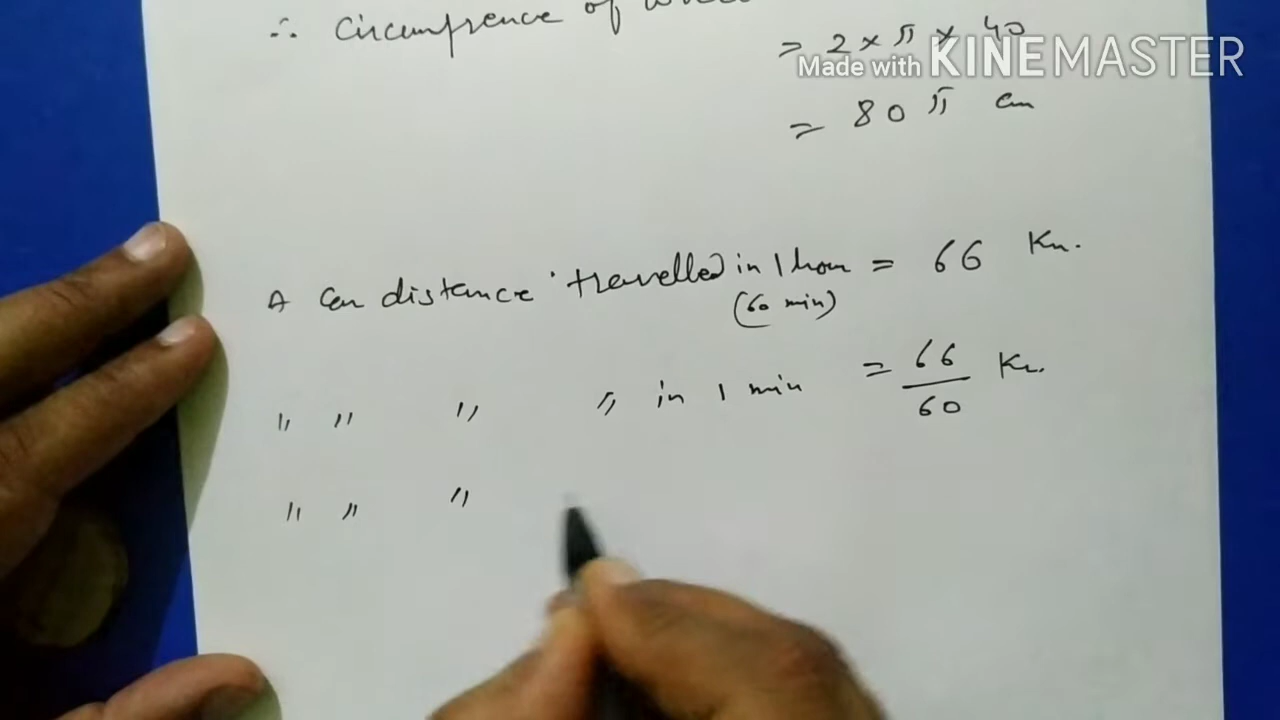 ∴ Circumfrence of
= 2 × π × 40
Made with KINEMASTER
= 80 π cm
A Car distance travelled in 1 hour = 66 Km.
(60 min)
〃 〃 〃 〃 in 1 min = 66/60 Km.
〃 〃 〃